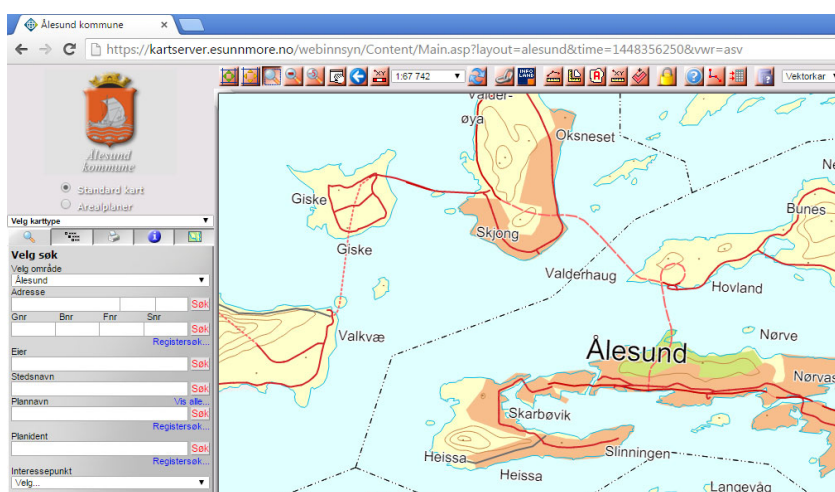 Ålesund kommune
https://kartserver.esunnmore.no/webinnsyn/Content/Main.asp?layout=alesund&time=1448356250&vwr=asv
1:67 742
INFO LAND
Vektorkar
Ålesund
kommune
Standard kart
Arealplaner
Velg karttype
Velg søk
Velg område
Ålesund
Adresse
Søk
Gnr Bnr Fnr Snr
Søk
Registersøk...
Eier
Søk
Stedsnavn
Søk
Plannavn Vis alle...
Søk
Registersøk...
Planident
Søk
Registersøk...
Interessepunkt
Velg...
Valder-
øya
Oksneset
Giske
Skjong
Giske
Bunes
Valderhaug
Hovland
Valkvæ
Ålesund
Nørve
Nørvas
Skarbøvik
Heissa
Slinningen
Heissa
Langevåg